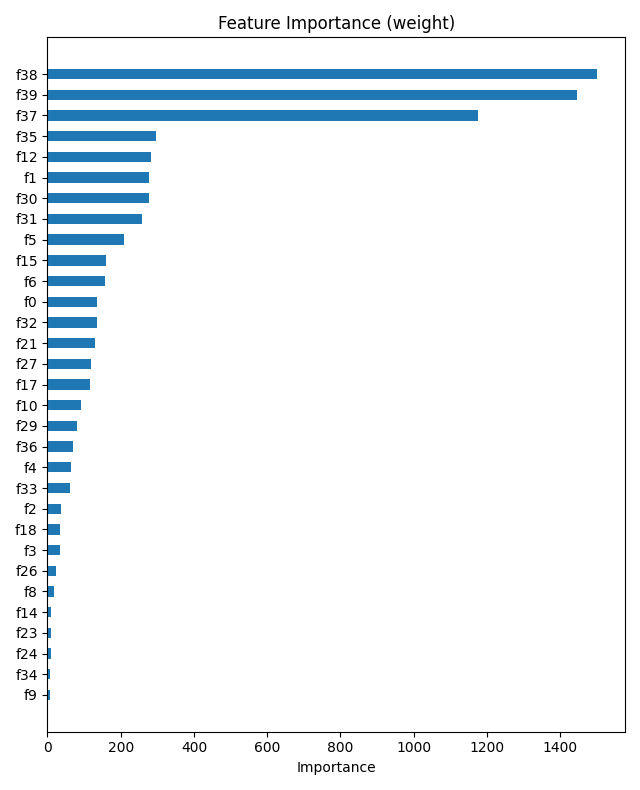 Feature Importance (weight)
f38
f39
f37
f35
f12
f1
f30
f31
f5
f15
f6
f0
f32
f21
f27
f17
f10
f29
f36
f4
f33
f2
f18
f3
f26
f8
f14
f23
f24
f34
f9
0 200 400 600 800 1000 1200 1400
Importance